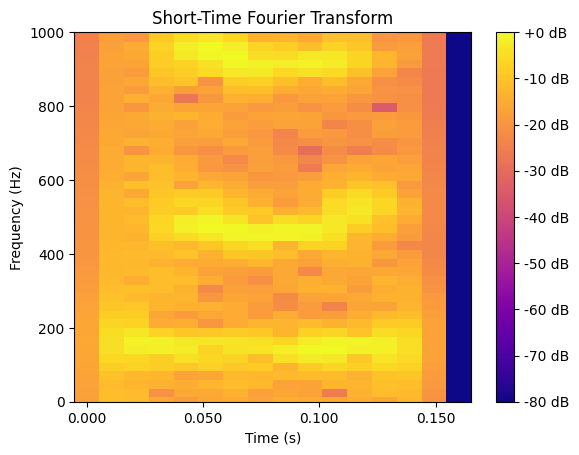 Short-Time Fourier Transform
1000
800
600
400
200
0
Frequency (Hz)
0.000
0.050
0.100
0.150
Time (s)
+0 dB
-10 dB
-20 dB
-30 dB
-40 dB
-50 dB
-60 dB
-70 dB
-80 dB